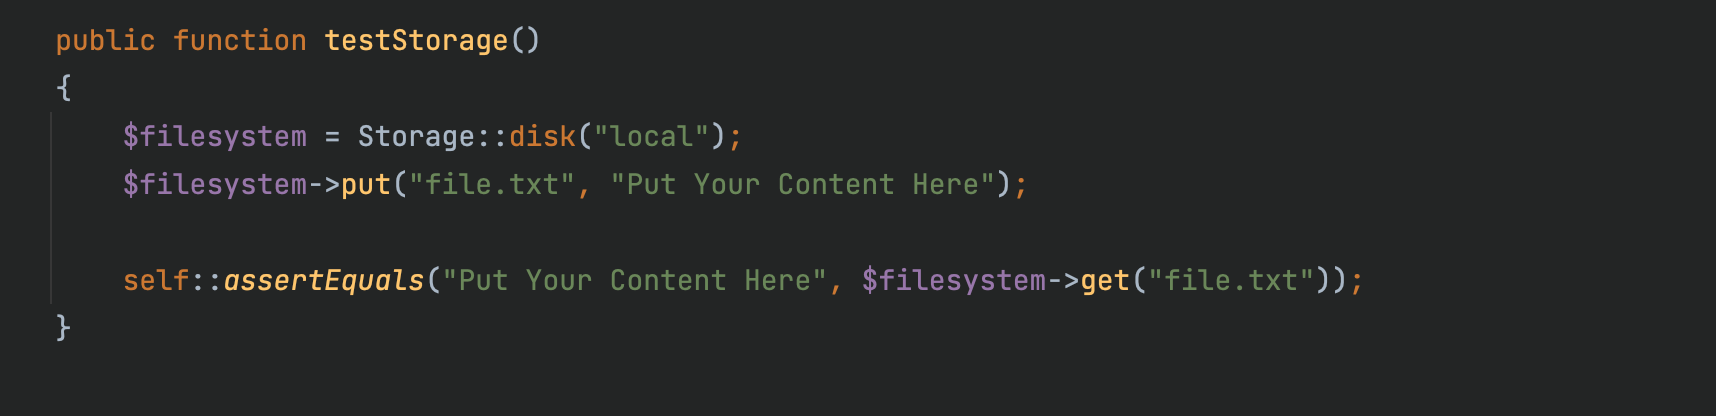 public function testStorage()
{
    $filesystem = Storage::disk("local");
    $filesystem->put("file.txt", "Put Your Content Here");

    self::assertEquals("Put Your Content Here", $filesystem->get("file.txt"));
}